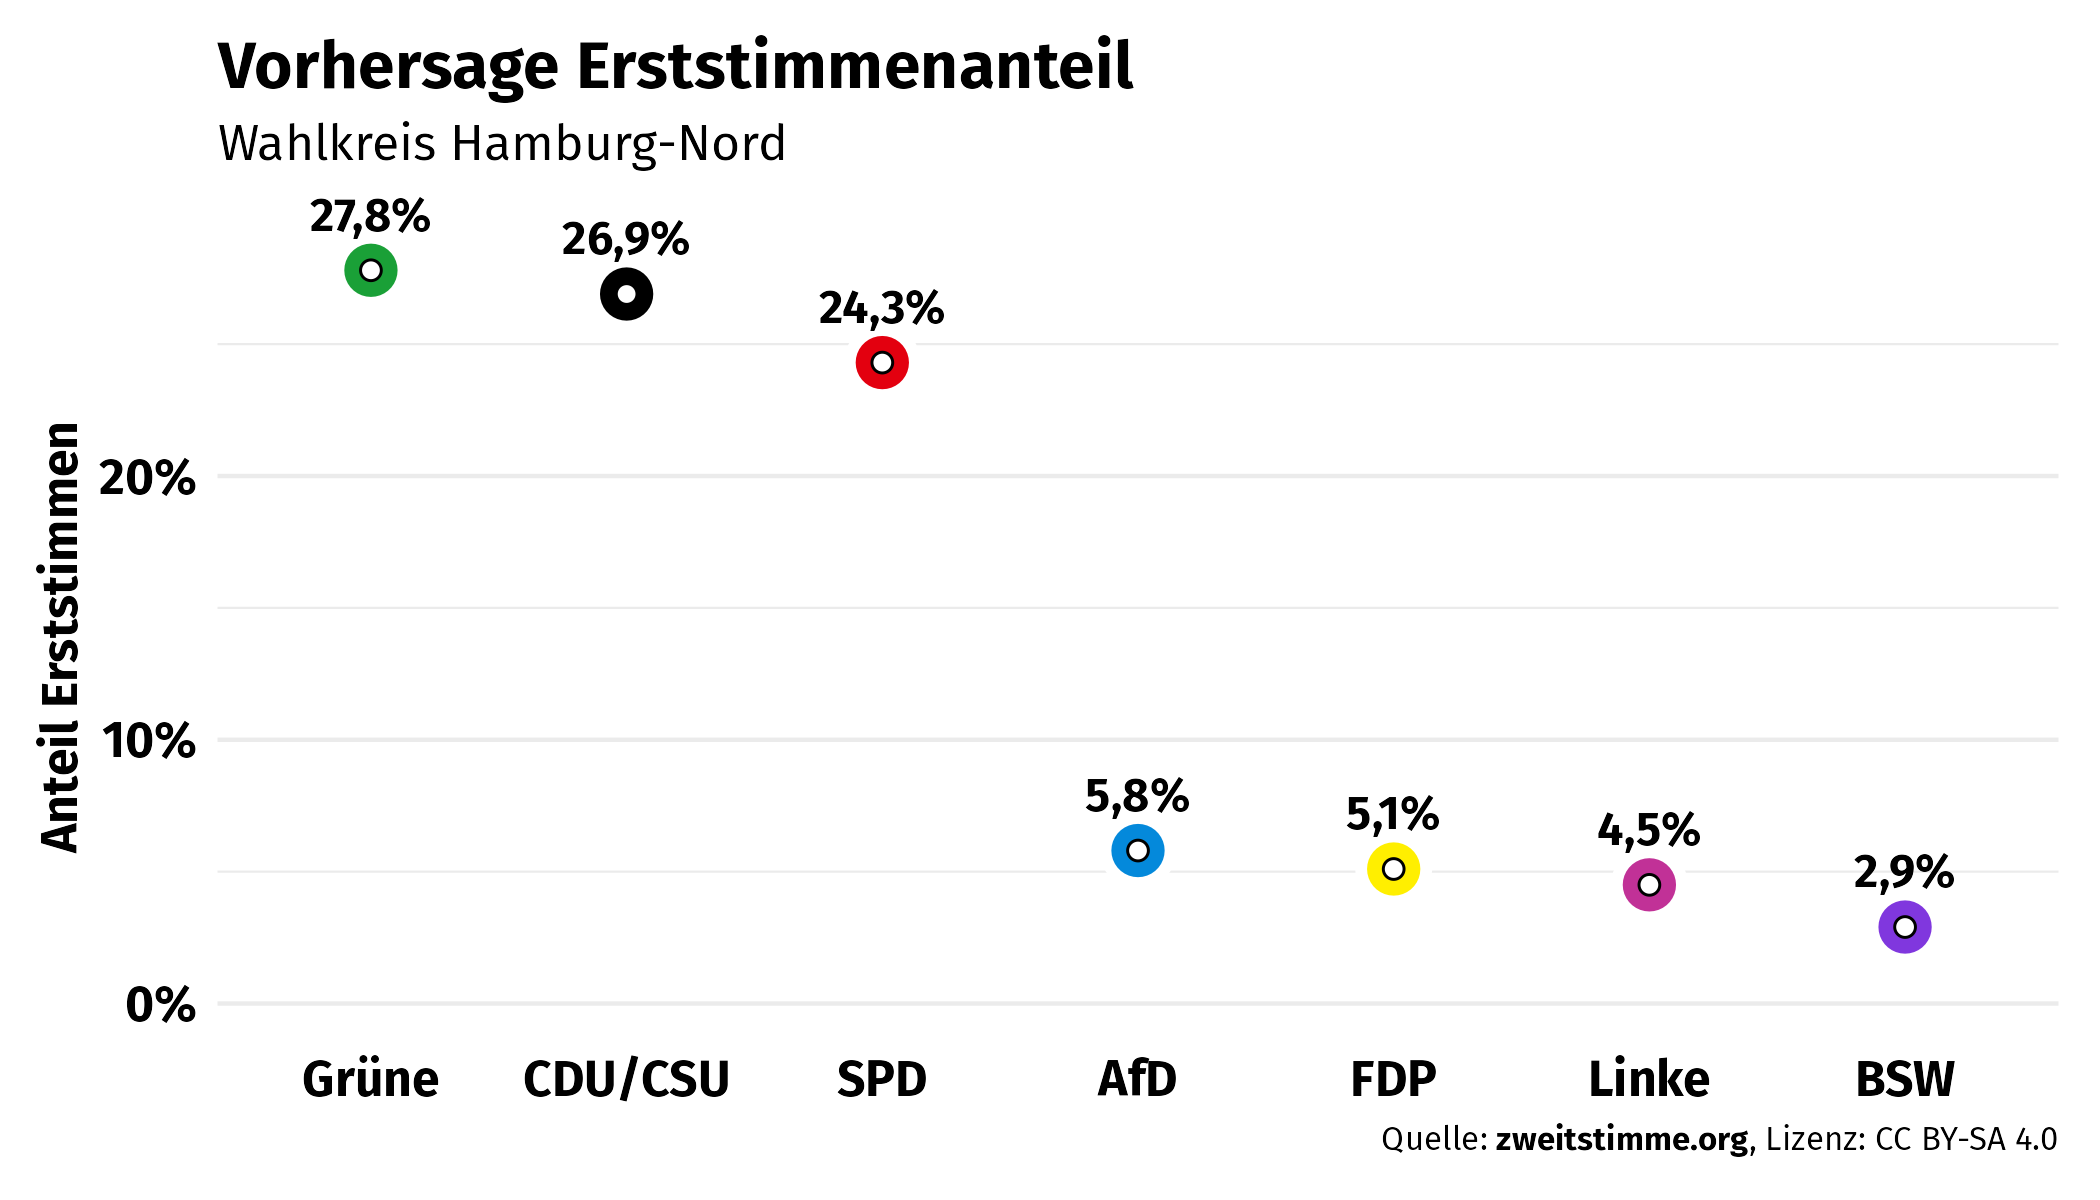 Vorhersage Erststimmenanteil
Wahlkreis Hamburg-Nord
27,8%
26,9%
24,3%
5,8%
5,1%
4,5%
2,9%
Anteil Erststimmen
20%
10%
0%
Grüne CDU/CSU SPD AfD FDP Linke BSW
Quelle: zweitstimme.org, Lizenz: CC BY-SA 4.0